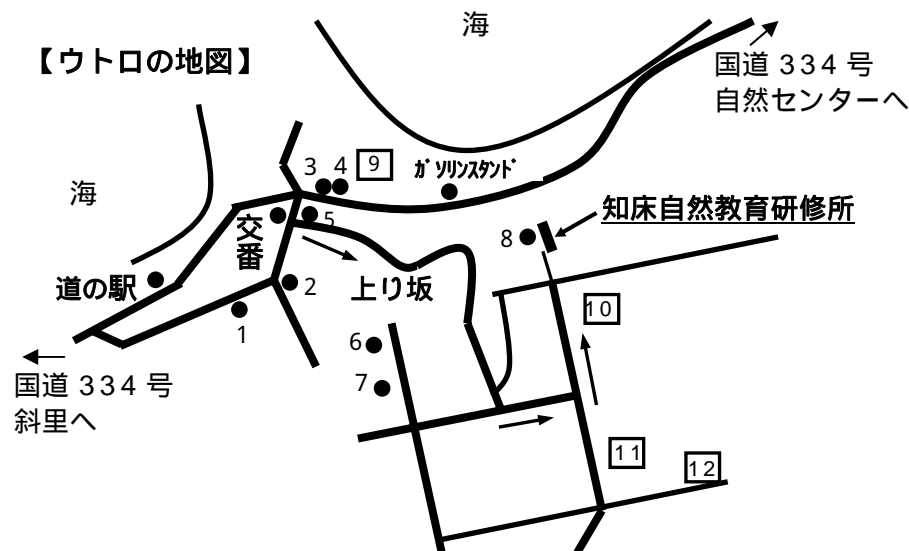 海
【ウトロの地図】
国道 334 号
自然センターへ
3
4
9
ガソリンスタンド
海
知床自然教育研修所
交番
5
8
道の駅
2
上り坂
10
1
6
国道 334 号
斜里へ
7
11
12